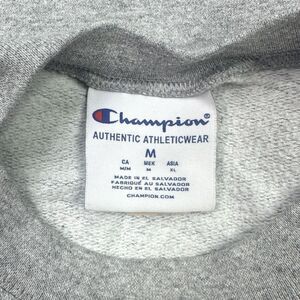 Champion
AUTHENTIC ATHLETICWEAR
M
CA MEX ASIA
M/M M XL
MADE IN EL SALVADOR
FABRIQUÉ AU SALVADOR
HECHO EN EL SALVADOR
CHAMPION.COM